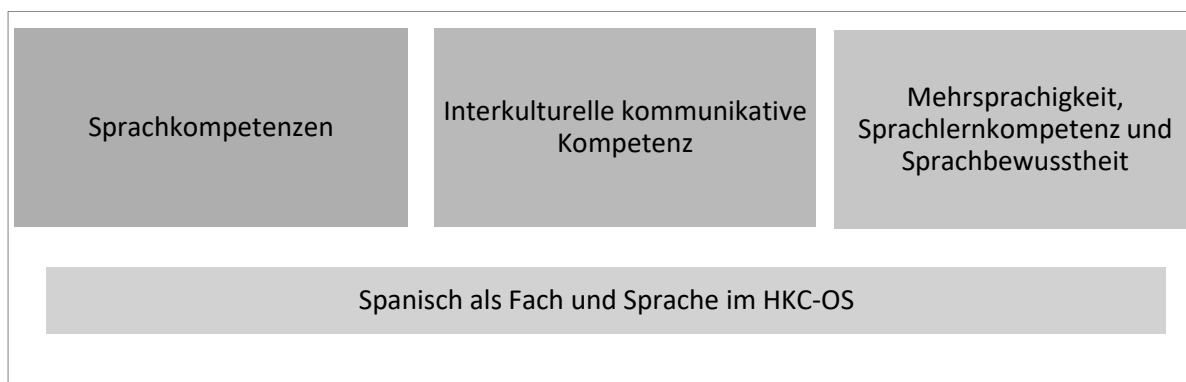 Sprachkompetenzen
Interkulturelle kommunikative
Kompetenz
Mehrsprachigkeit,
Sprachlernkompetenz und
Sprachbewusstheit
Spanisch als Fach und Sprache im HKC-OS